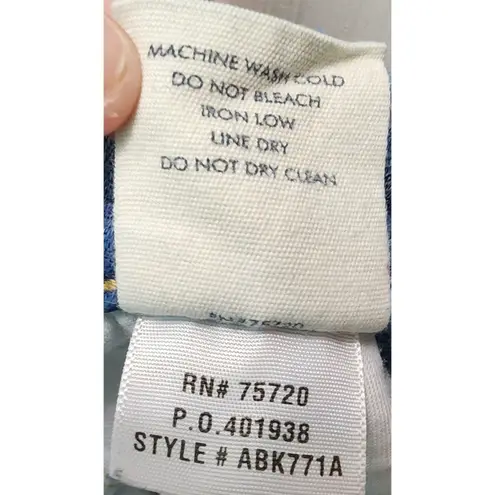 MACHINE WASH COLD
DO NOT BLEACH
IRON LOW
LINE DRY
DO NOT DRY CLEAN
RN# 75720
P.O.401938
STYLE # ABK771A